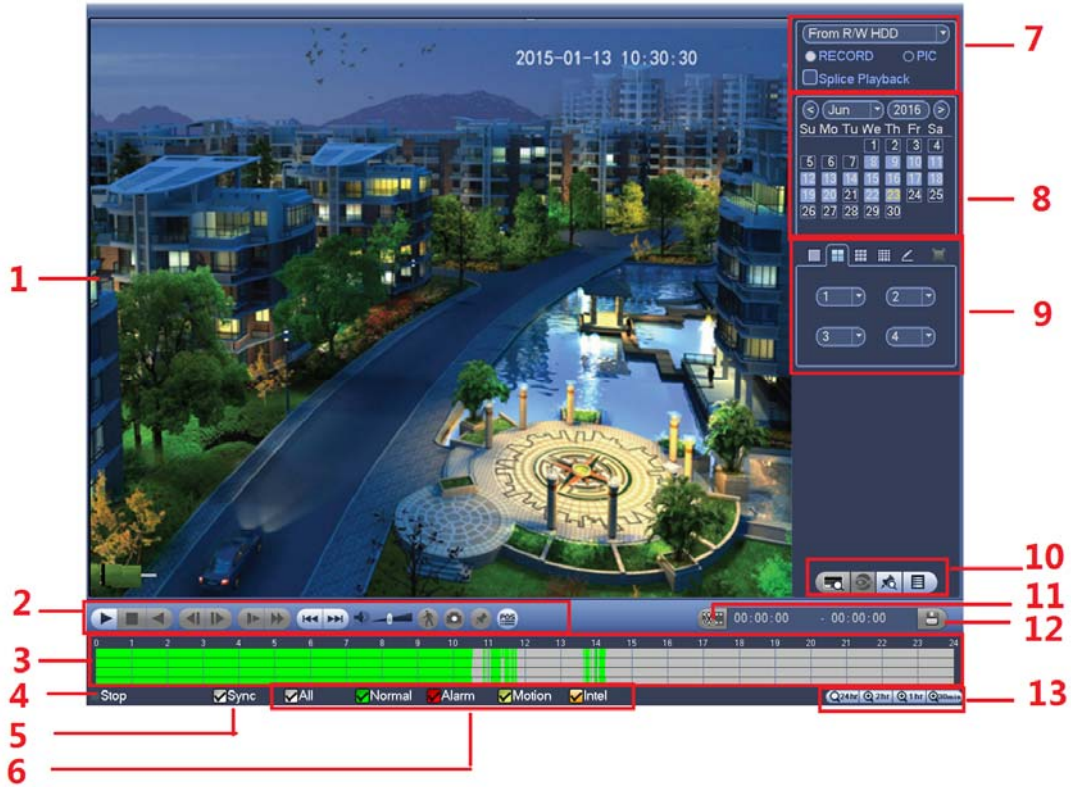 From R/W HDD
7
RECORD PIC
Splice Playback
2015-01-13 10:30:30
Jun 2016
Su Mo Tu We Th Fr Sa
1 2 3 4
5 6 7 8 9 10 11
12 13 14 15 16 17 18
19 20 21 22 23 24 25
8
26 27 28 29 30
1
1 2
9
3 4
10
11
2
POS
00:00:00 - 00:00:00
12
0 1 2 3 4 5 6 7 8 9 10 11 12 13 14 15 16 17 18 19 20 21 22 23 24
3
4
Stop Sync All Normal Alarm Motion Intel
24hr 2hr 1hr 30min
13
5
6